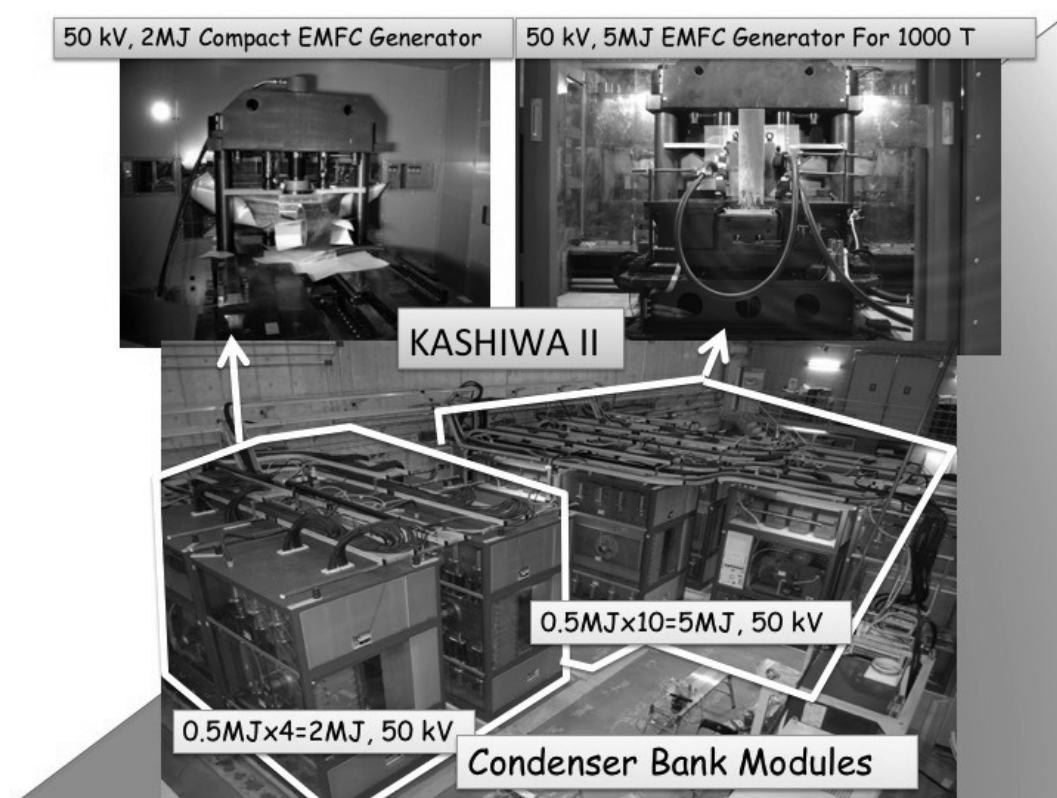 50 kV, 2MJ Compact EMFC Generator
50 kV, 5MJ EMFC Generator For 1000 T
KASHIWA II
0.5MJx10=5MJ, 50 kV
0.5MJx4=2MJ, 50 kV
Condenser Bank Modules